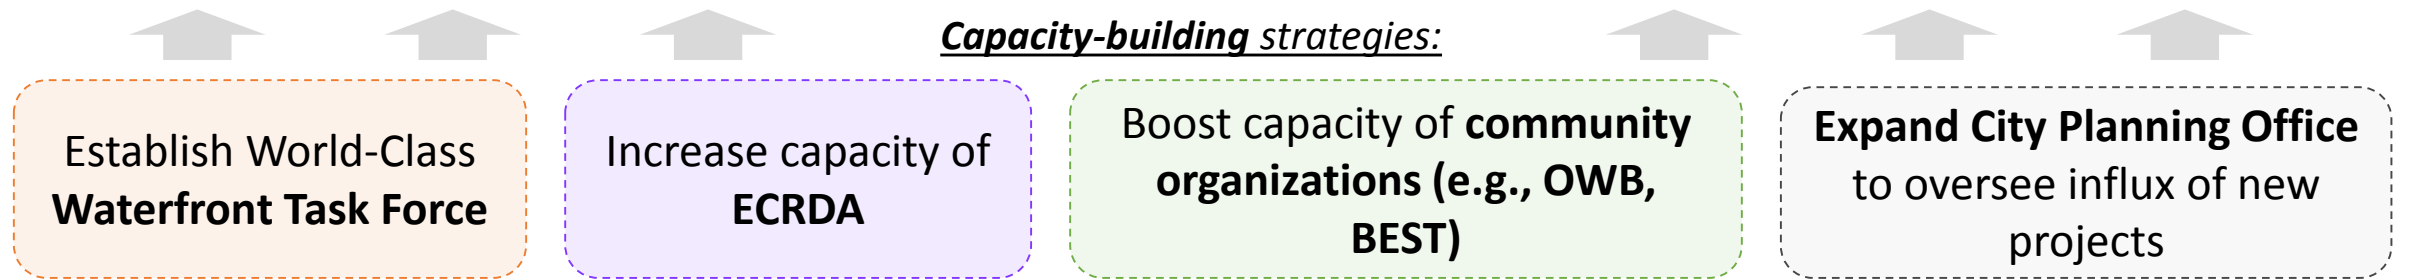 Capacity-building strategies:
Establish World-Class
Waterfront Task Force
Increase capacity of
ECRDA
Boost capacity of community
organizations (e.g., OWB,
BEST)
Expand City Planning Office
to oversee influx of new
projects